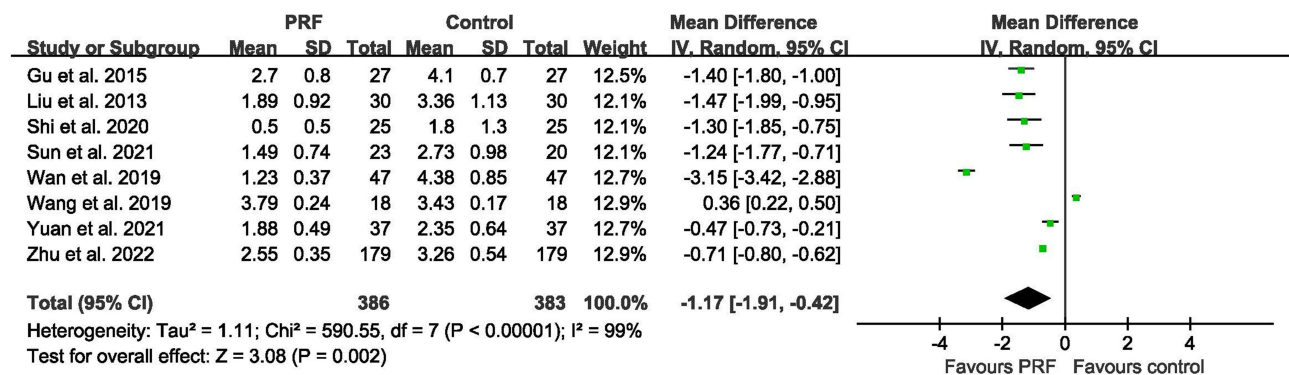 PRF Control Mean Difference Mean Difference
Study or Subgroup Mean SD Total Mean SD Total Weight IV. Random. 95% CI IV. Random. 95% CI
Gu et al. 2015 2.7 0.8 27 4.1 0.7 27 12.5% -1.40 [-1.80, -1.00]
Liu et al. 2013 1.89 0.92 30 3.36 1.13 30 12.1% -1.47 [-1.99, -0.95]
Shi et al. 2020 0.5 0.5 25 1.8 1.3 25 12.1% -1.30 [-1.85, -0.75]
Sun et al. 2021 1.49 0.74 23 2.73 0.98 20 12.1% -1.24 [-1.77, -0.71]
Wan et al. 2019 1.23 0.37 47 4.38 0.85 47 12.7% -3.15 [-3.42, -2.88]
Wang et al. 2019 3.79 0.24 18 3.43 0.17 18 12.9% 0.36 [0.22, 0.50]
Yuan et al. 2021 1.88 0.49 37 2.35 0.64 37 12.7% -0.47 [-0.73, -0.21]
Zhu et al. 2022 2.55 0.35 179 3.26 0.54 179 12.9% -0.71 [-0.80, -0.62]
Total (95% CI) 386 383 100.0% -1.17 [-1.91, -0.42]
Heterogeneity: Tau² = 1.11; Chi² = 590.55, df = 7 (P < 0.00001); I² = 99%
Test for overall effect: Z = 3.08 (P = 0.002)
-4 -2 0 2 4
Favours PRF Favours control